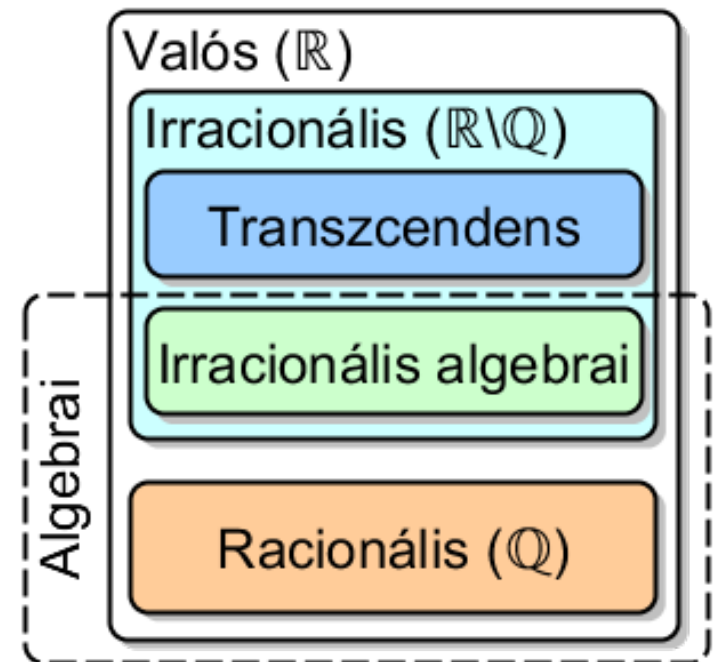 Valós (ℝ)
Irracionális (ℝ\ℚ)
Transzcendens
Irracionális algebrai
Algebrai
Racionális (ℚ)